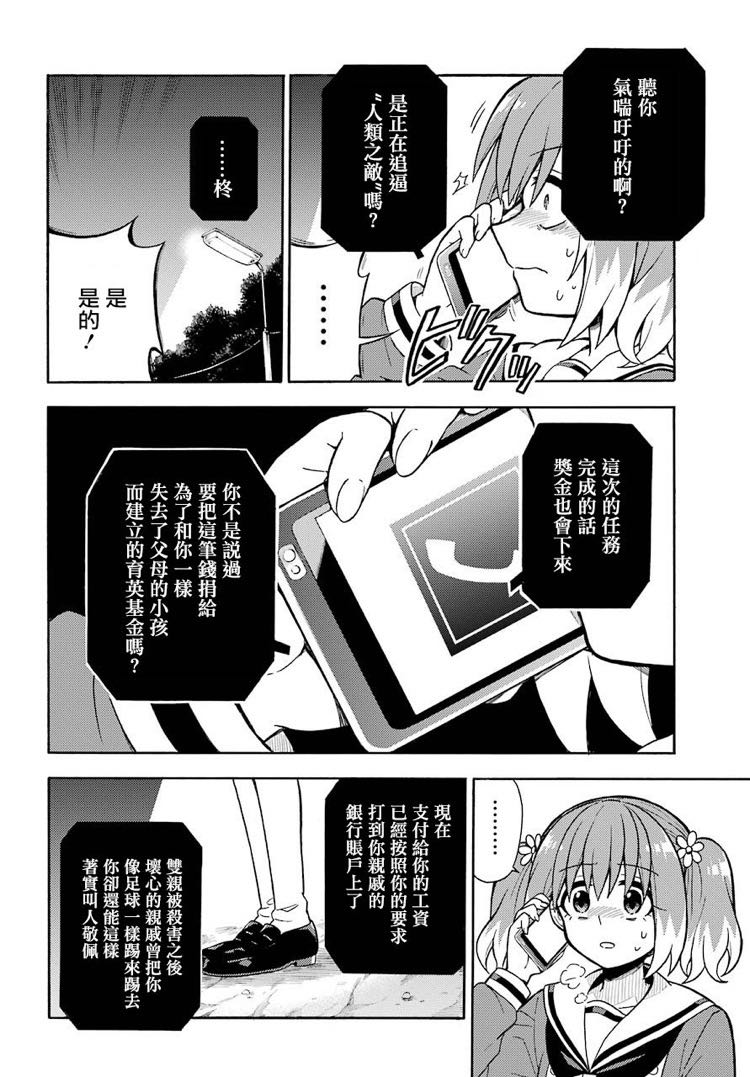 聽你
氣喘吁吁的啊？
是正在追逼
〝人類之敵〞嗎？
……
ビクッ
……柊
是
是的！
這次的任務
完成的話
獎金也會下來
你不是説過
要把這筆錢捐給
為了和你一樣
失去了父母的小孩
而建立的育英基金嗎？
……
現在
支付給你的工資
已經按照你的要求
打到你親戚的
銀行賬戶上了
雙親被殺害之後
壞心的親戚曾把你
像足球一樣踢來踢去
你卻還能這樣
著實叫人敬佩